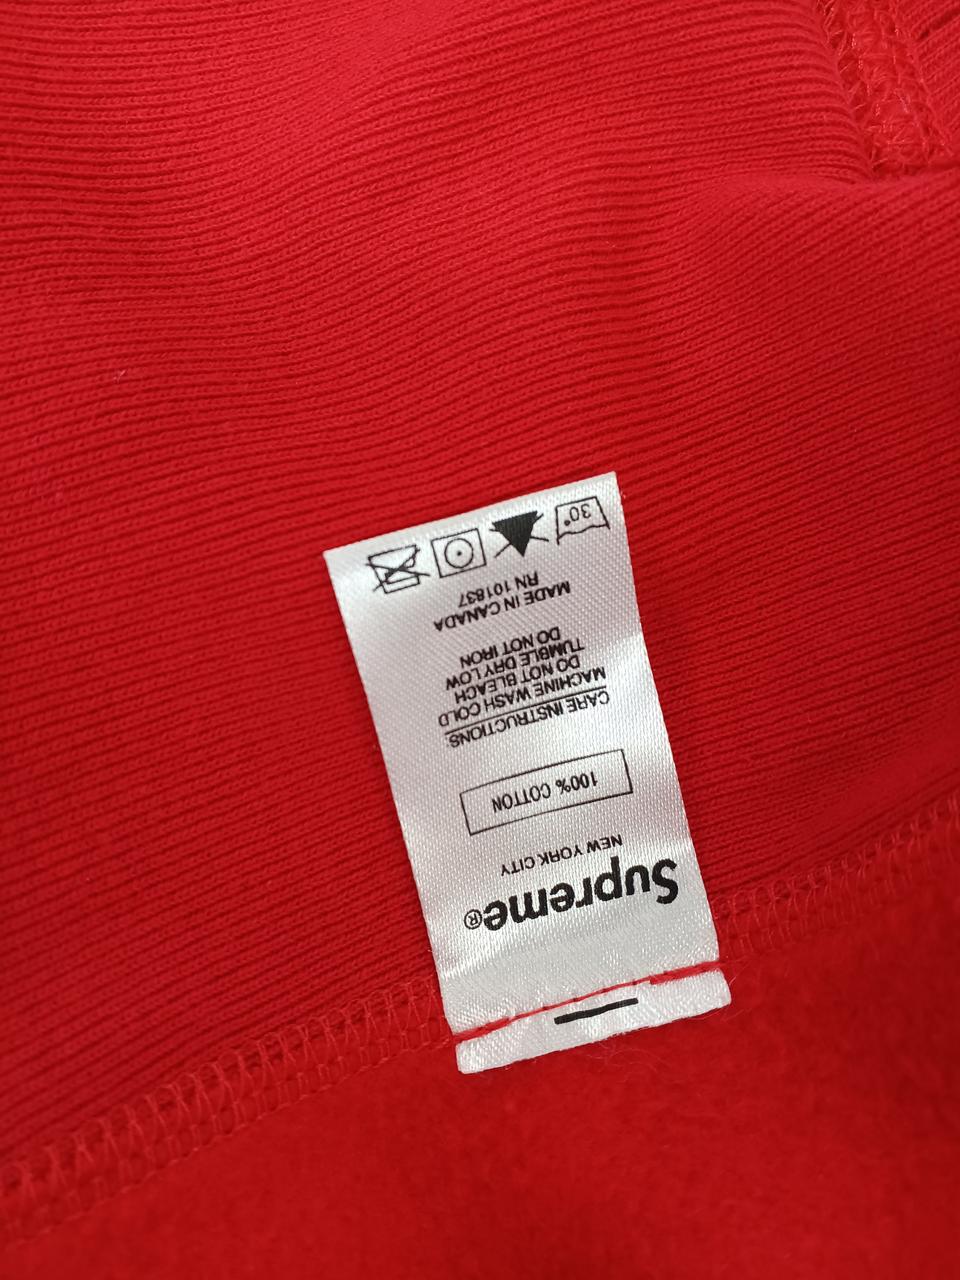 Supreme®
NEW YORK CITY
100% COTTON
CARE INSTRUCTIONS
MACHINE WASH COLD
DO NOT BLEACH
TUMBLE DRY LOW
DO NOT IRON
MADE IN CANADA
RN 101837
30°